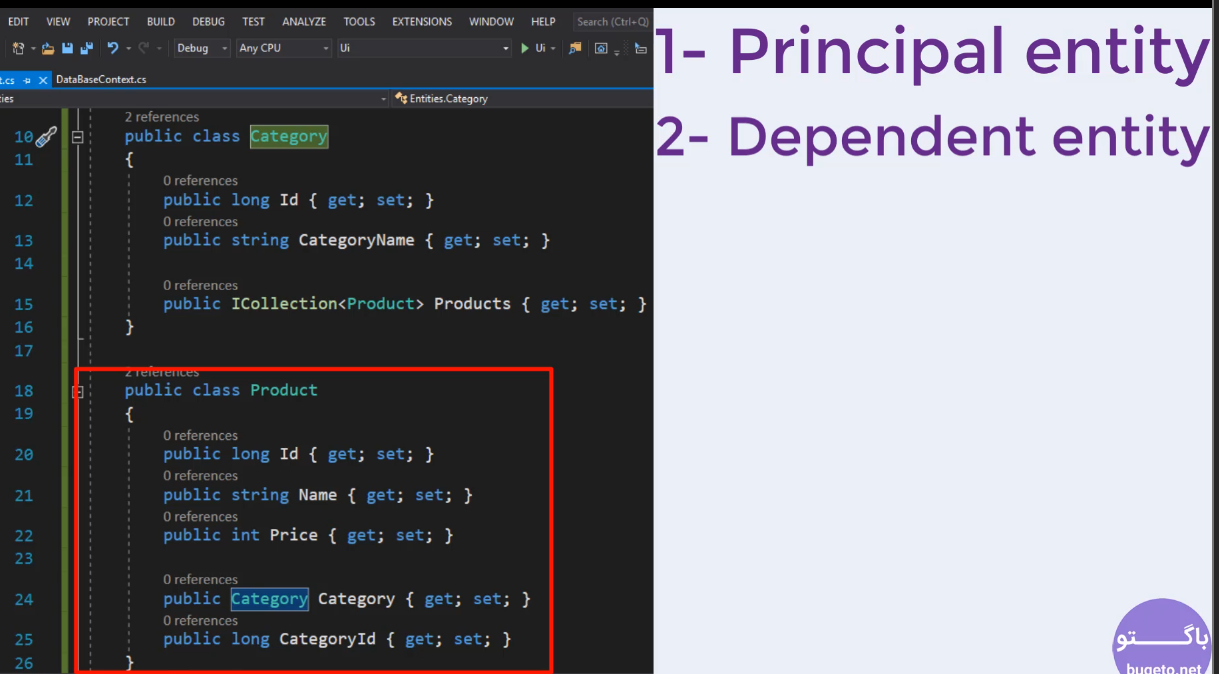 EDIT VIEW PROJECT BUILD DEBUG TEST ANALYZE TOOLS EXTENSIONS WINDOW HELP Search (Ctrl+Q)
Debug Any CPU Ui Ui
t.cs DataBaseContext.cs
ies Entities.Category
2 references
10 public class Category
11 {
0 references
12 public long Id { get; set; }
0 references
13 public string CategoryName { get; set; }
14
0 references
15 public ICollection<Product> Products { get; set; }
16 }
17
2 references
18 public class Product
19 {
0 references
20 public long Id { get; set; }
0 references
21 public string Name { get; set; }
0 references
22 public int Price { get; set; }
23
0 references
24 public Category Category { get; set; }
0 references
25 public long CategoryId { get; set; }
26 }
1- Principal entity
2- Dependent entity
باگـــتو
bugeto.net